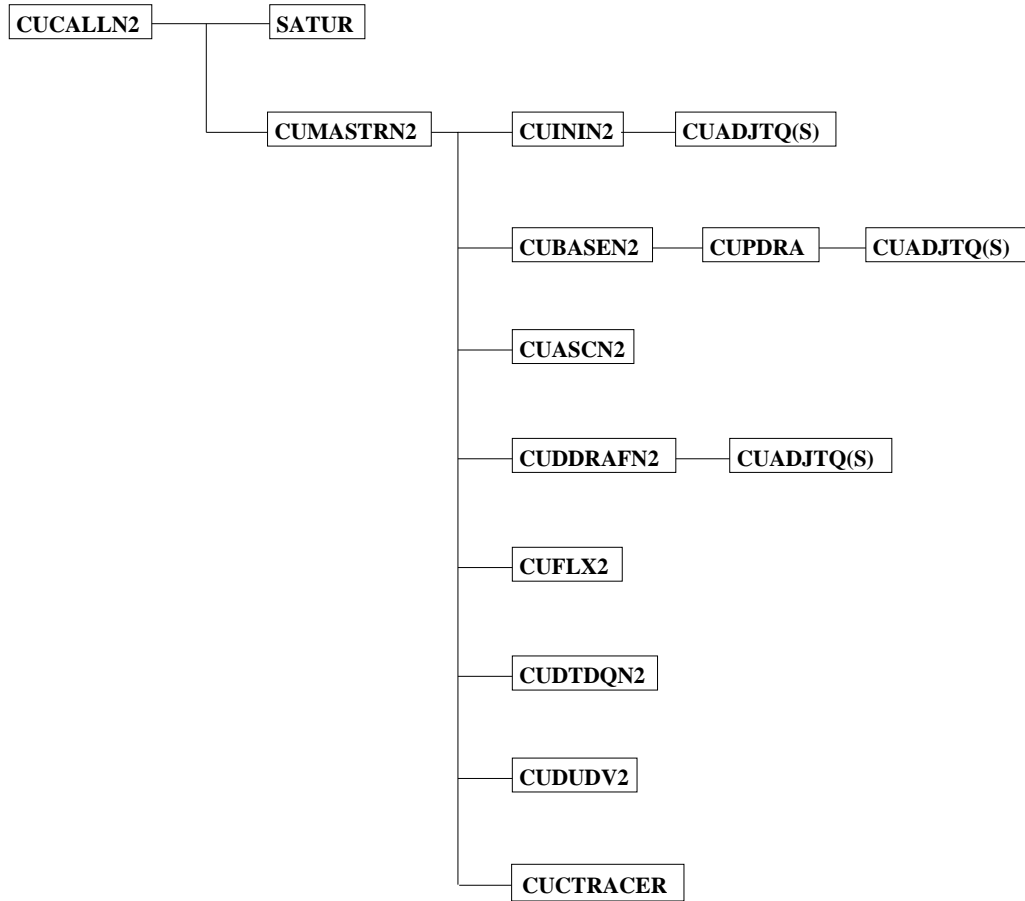 CUCALLN2
SATUR
CUMASTRN2
CUININ2
CUADJTQ(S)
CUBASEN2
CUPDRA
CUADJTQ(S)
CUASCN2
CUDDRAFN2
CUADJTQ(S)
CUFLX2
CUDTDQN2
CUDUDV2
CUCTRACER